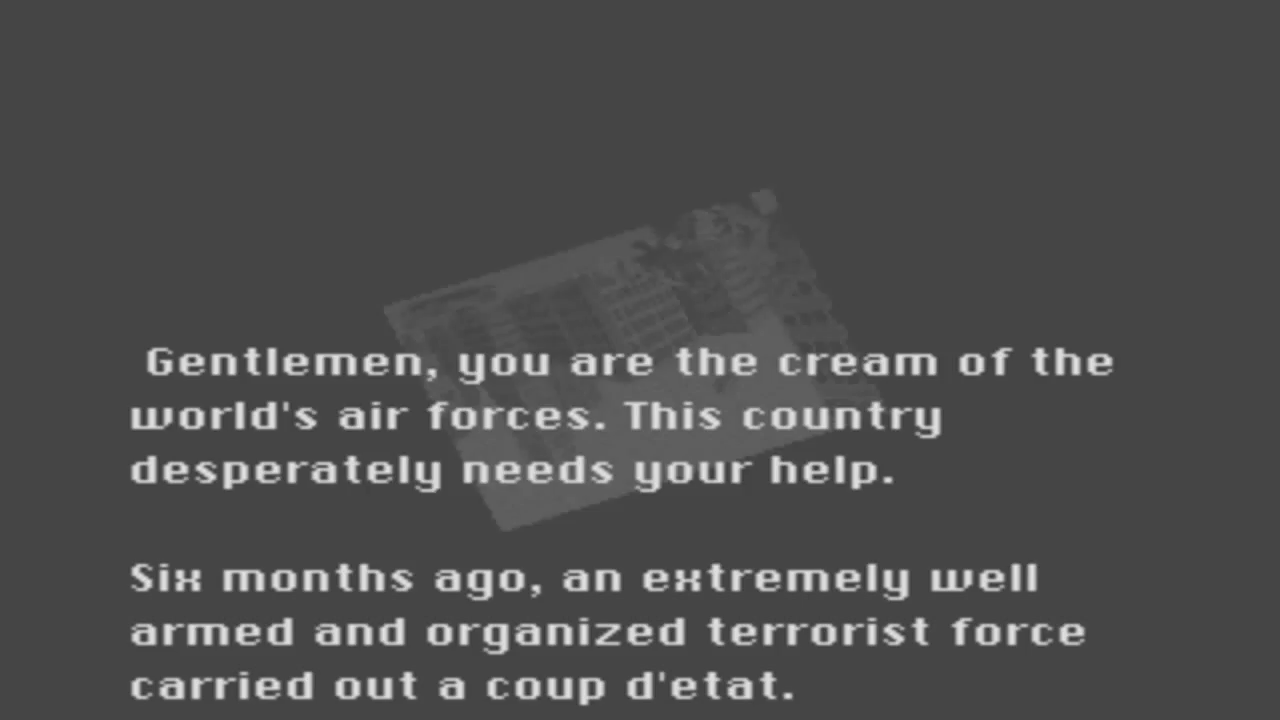 Gentlemen, you are the cream of the
world's air forces. This country
desperately needs your help.
Six months ago, an extremely well
armed and organized terrorist force
carried out a coup d'etat.